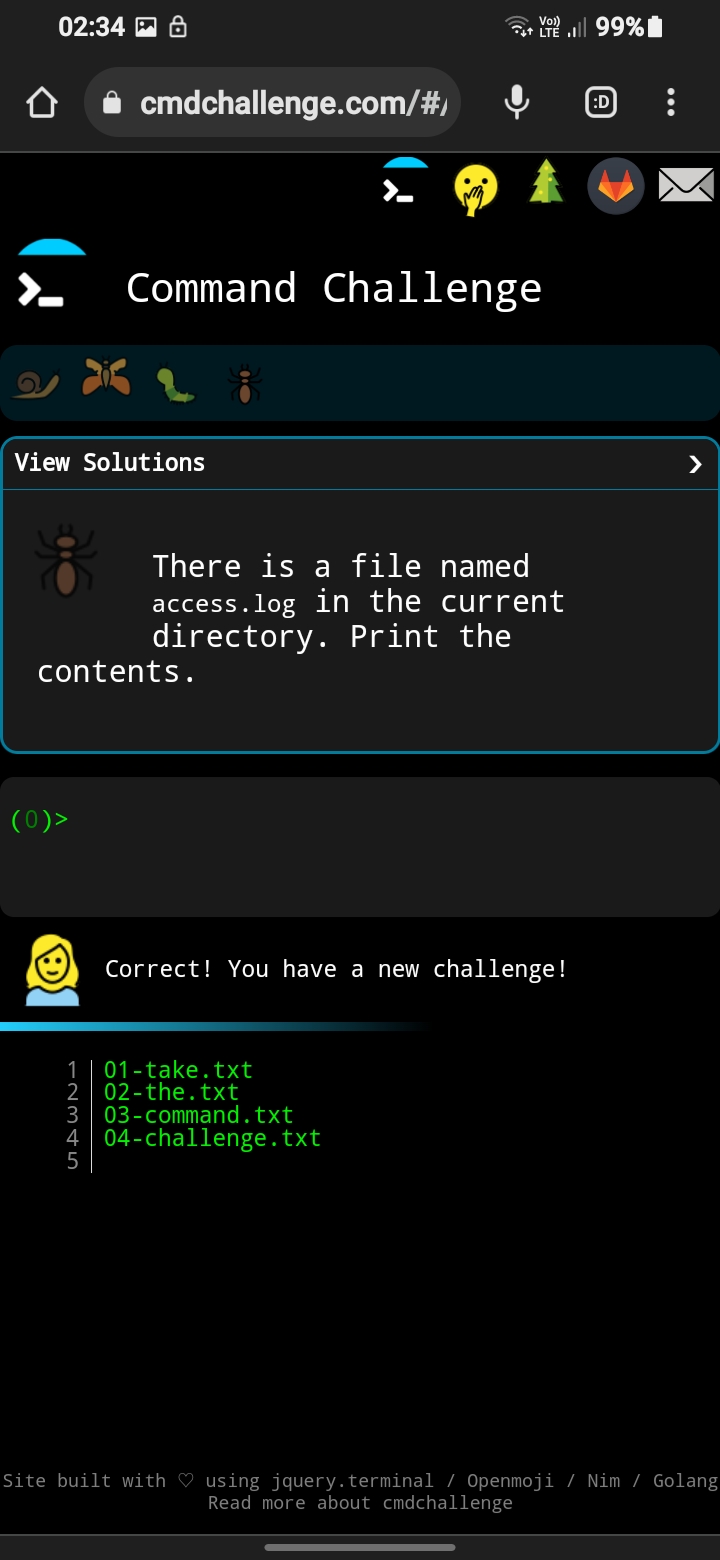 02:34 Vo)) LTE 99%
cmdchallenge.com/#/
:D
Command Challenge
View Solutions
There is a file named
access.log in the current
directory. Print the
contents.
(0)>
Correct! You have a new challenge!
1 01-take.txt
2 02-the.txt
3 03-command.txt
4 04-challenge.txt
5
Site built with ♡ using jquery.terminal / Openmoji / Nim / Golang
Read more about cmdchallenge